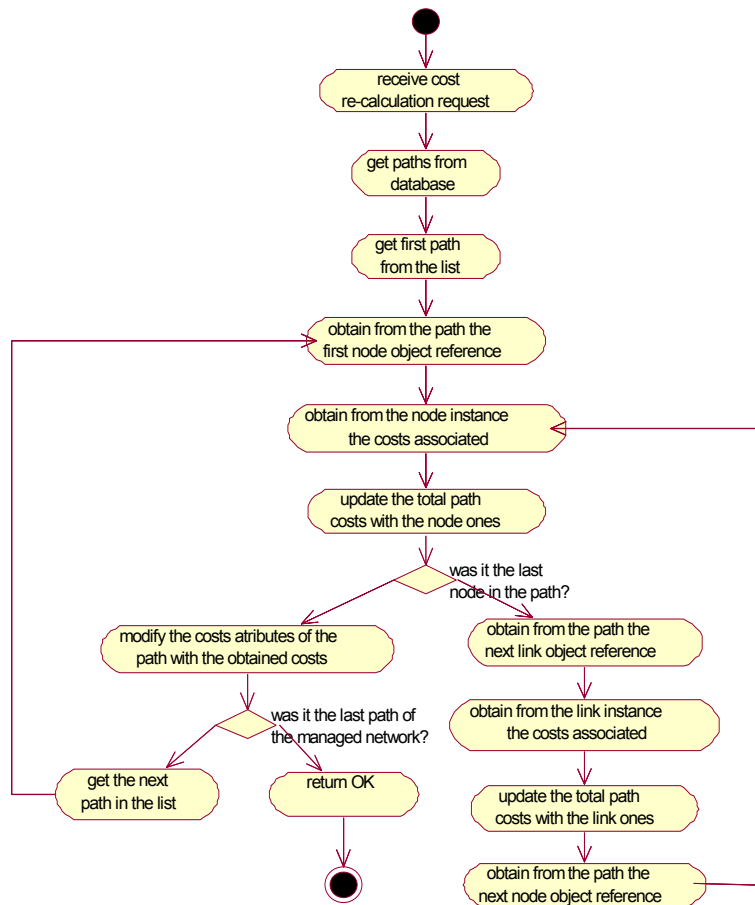 receive cost
re-calculation request
get paths from
database
get first path
from the list
obtain from the path the
first node object reference
obtain from the node instance
the costs associated
update the total path
costs with the node ones
was it the last
node in the path?
modify the costs atributes of the
path with the obtained costs
obtain from the path the
next link object reference
was it the last path of
the managed network?
obtain from the link instance
the costs associated
get the next
path in the list
return OK
update the total path
costs with the link ones
obtain from the path the
next node object reference